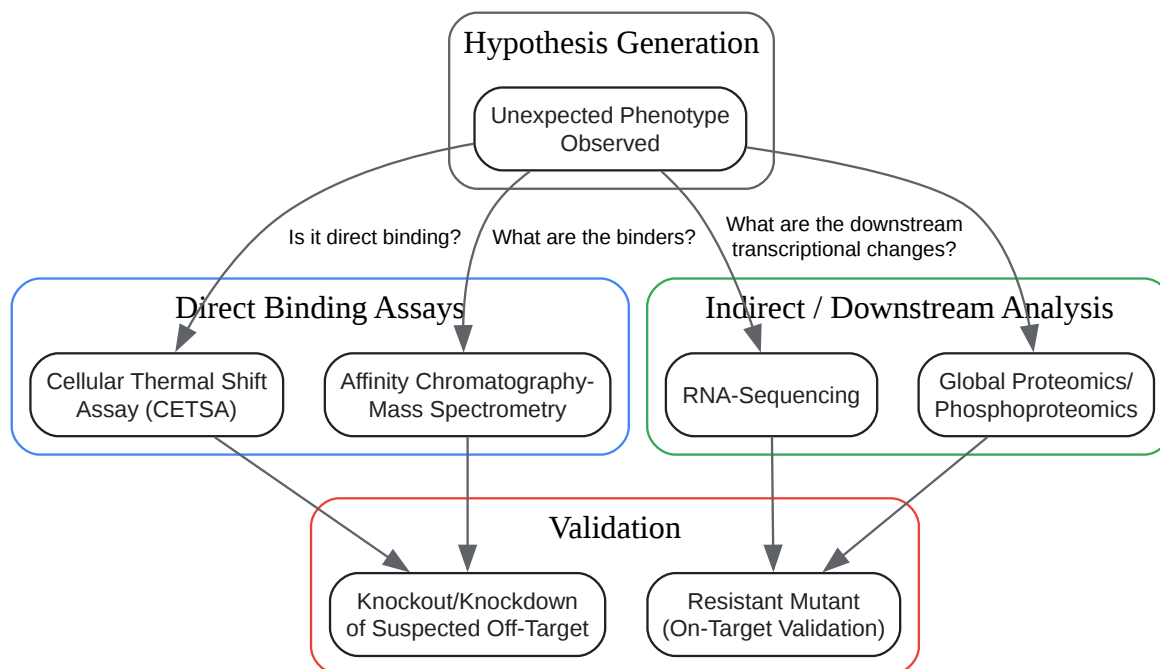 Hypothesis Generation
Unexpected Phenotype
Observed
Is it direct binding?
What are the binders?
What are the downstream
transcriptional changes?
Direct Binding Assays
Indirect / Downstream Analysis
Cellular Thermal Shift
Assay (CETSA)
Affinity Chromatography-
Mass Spectrometry
RNA-Sequencing
Global Proteomics/
Phosphoproteomics
Validation
Knockout/Knockdown
of Suspected Off-Target
Resistant Mutant
(On-Target Validation)